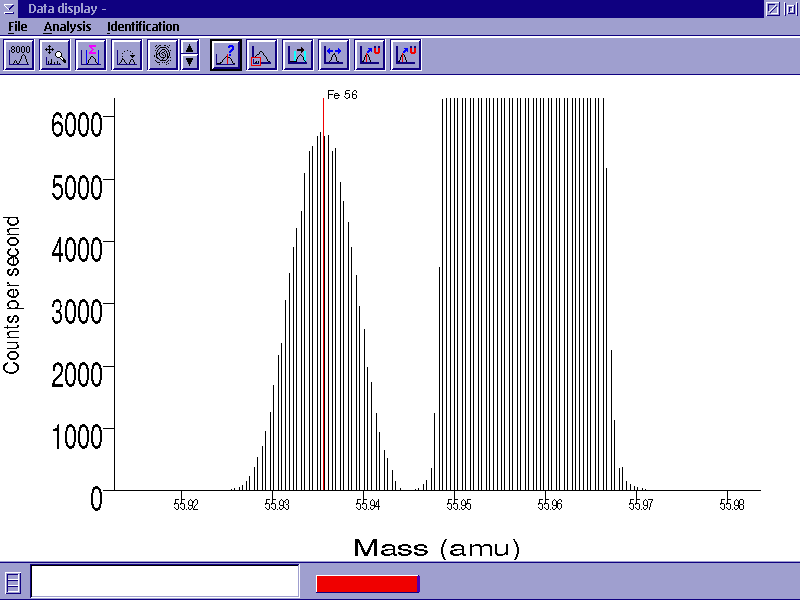 Data display -
File Analysis Identification
8000 Σ ? U U
Fe 56
6000
5000
4000
3000
2000
1000
0
Counts per second
55.92 55.93 55.94 55.95 55.96 55.97 55.98
Mass (amu)